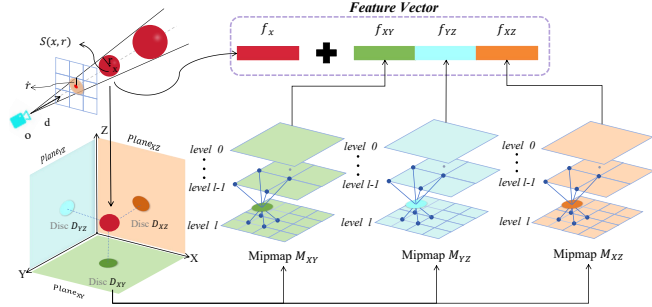 Feature Vector
f_x
f_XY
f_YZ
f_XZ
S(x,r)
r
ṙ
o
d
Z
Plane_YZ
Plane_XZ
Disc D_YZ
Disc D_XZ
Disc D_XY
X
Y
Plane_XY
level 0
level l-1
level l
Mipmap M_XY
level 0
level l-1
level l
Mipmap M_YZ
level 0
level l-1
level l
Mipmap M_XZ